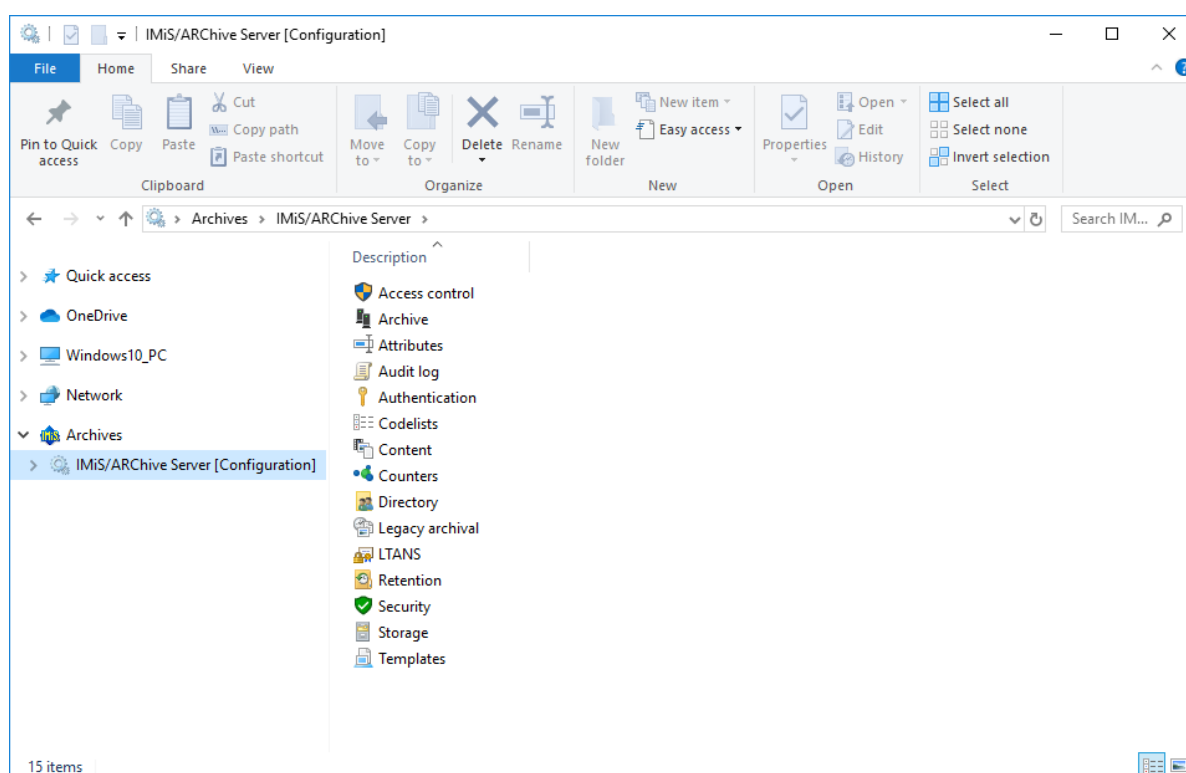 IMiS/ARChive Server [Configuration]
File Home Share View
Pin to Quick access
Copy
Paste
Cut
Copy path
Paste shortcut
Clipboard
Move to
Copy to
Delete
Rename
Organize
New folder
New item
Easy access
New
Properties
Open
Edit
History
Open
Select all
Select none
Invert selection
Select
Archives > IMiS/ARChive Server >
Search IM...
Quick access
OneDrive
Windows10_PC
Network
Archives
IMiS/ARChive Server [Configuration]
Description
Access control
Archive
Attributes
Audit log
Authentication
Codelists
Content
Counters
Directory
Legacy archival
LTANS
Retention
Security
Storage
Templates
15 items